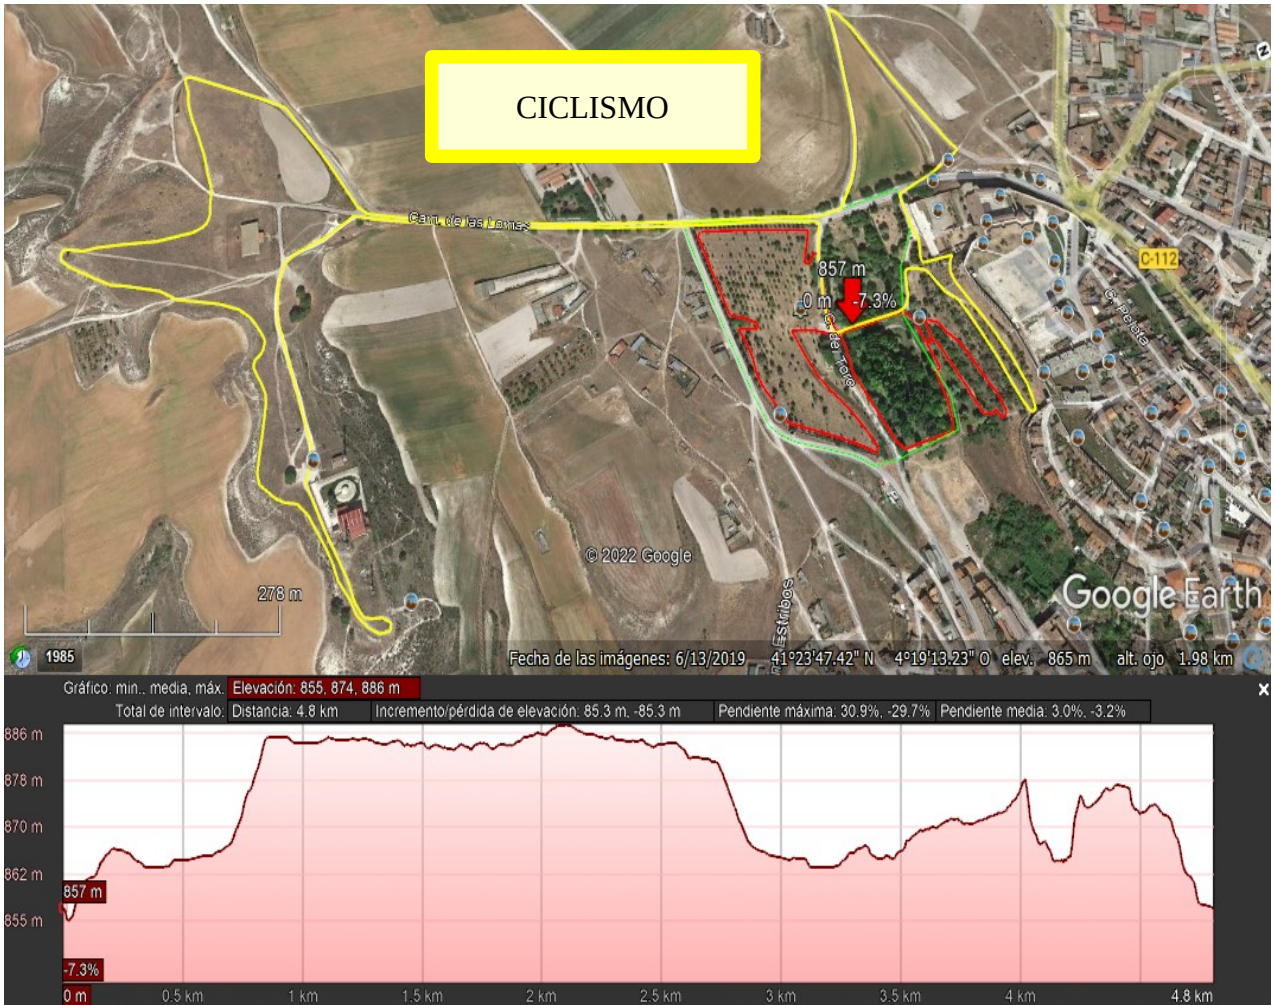 CICLISMO
Cam. de las Lomas
C-112
857 m
0 m -7.3%
C. del Toro
C. Pelota
© 2022 Google
Estribos
278 m
Google Earth
1985
Fecha de las imágenes: 6/13/2019 41°23'47.42" N 4°19'13.23" O elev. 865 m alt. ojo 1.98 km
Gráfico: min., media, máx. Elevación: 855, 874, 886 m
Total de intervalo: Distancia: 4.8 km Incremento/pérdida de elevación: 85.3 m, -85.3 m Pendiente máxima: 30.9%, -29.7% Pendiente media: 3.0%, -3.2%
886 m
878 m
870 m
862 m
857 m
855 m
-7.3%
0 m 0.5 km 1 km 1.5 km 2 km 2.5 km 3 km 3.5 km 4 km 4.8 km